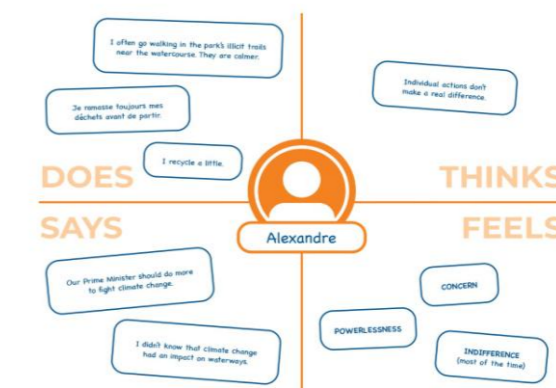 I often go walking in the park's illicit trails
near the watercourse. They are calmer.
Je ramasse toujours mes
déchets avant de partir.
I recycle a little.
DOES
Individual actions don't
make a real difference.
THINKS
Alexandre
SAYS
Our Prime Minister should do more
to fight climate change.
I didn't know that climate change
had an impact on waterways.
FEELS
CONCERN
POWERLESSNESS
INDIFFERENCE
(most of the time)